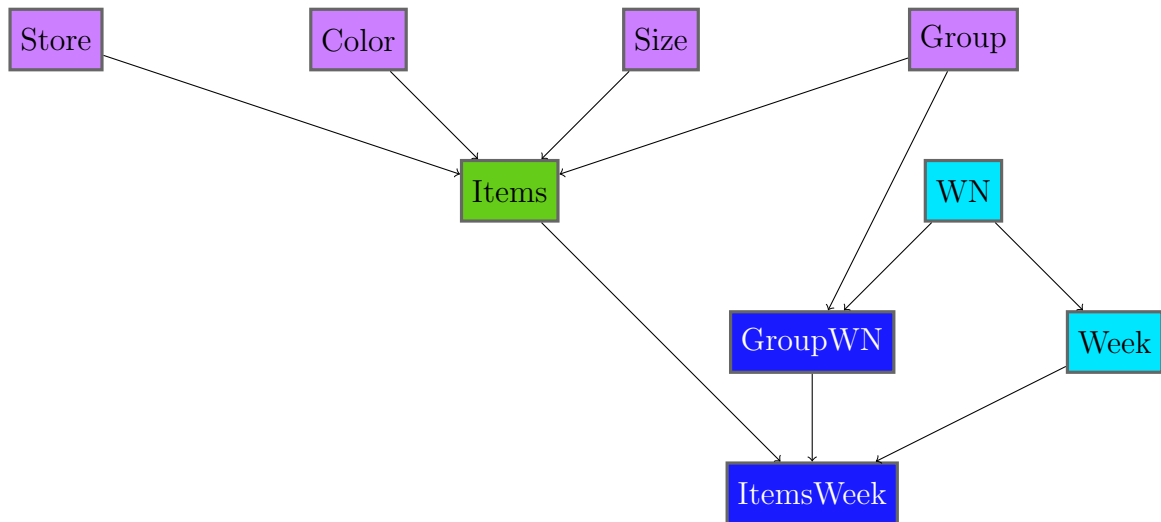 Store
Color
Size
Group
Items
WN
GroupWN
Week
ItemsWeek